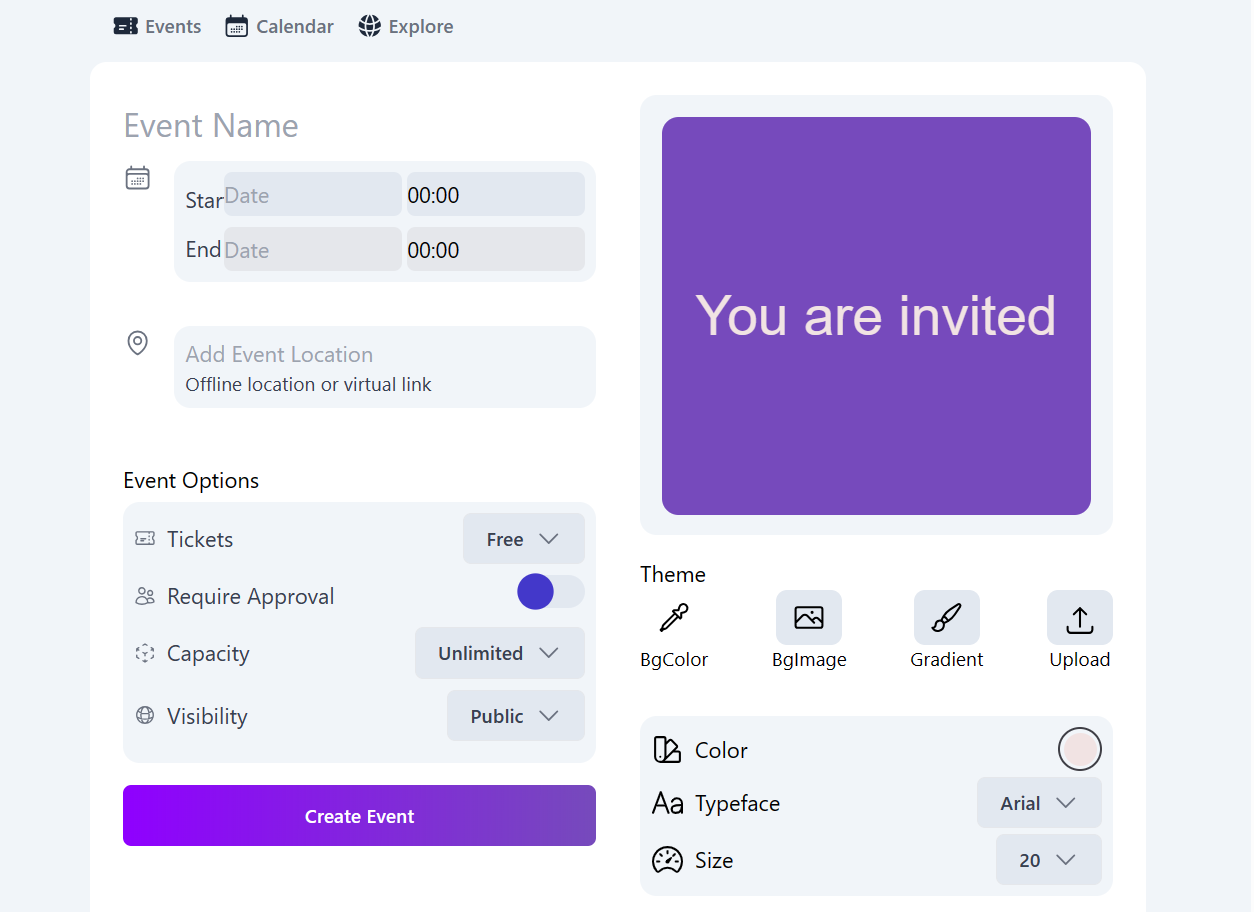 Events Calendar Explore
Event Name
Star Date 00:00
End Date 00:00
Add Event Location
Offline location or virtual link
Event Options
Tickets Free
Require Approval
Capacity Unlimited
Visibility Public
Create Event
You are invited
Theme
BgColor BgImage Gradient Upload
Color
Aa Typeface Arial
Size 20